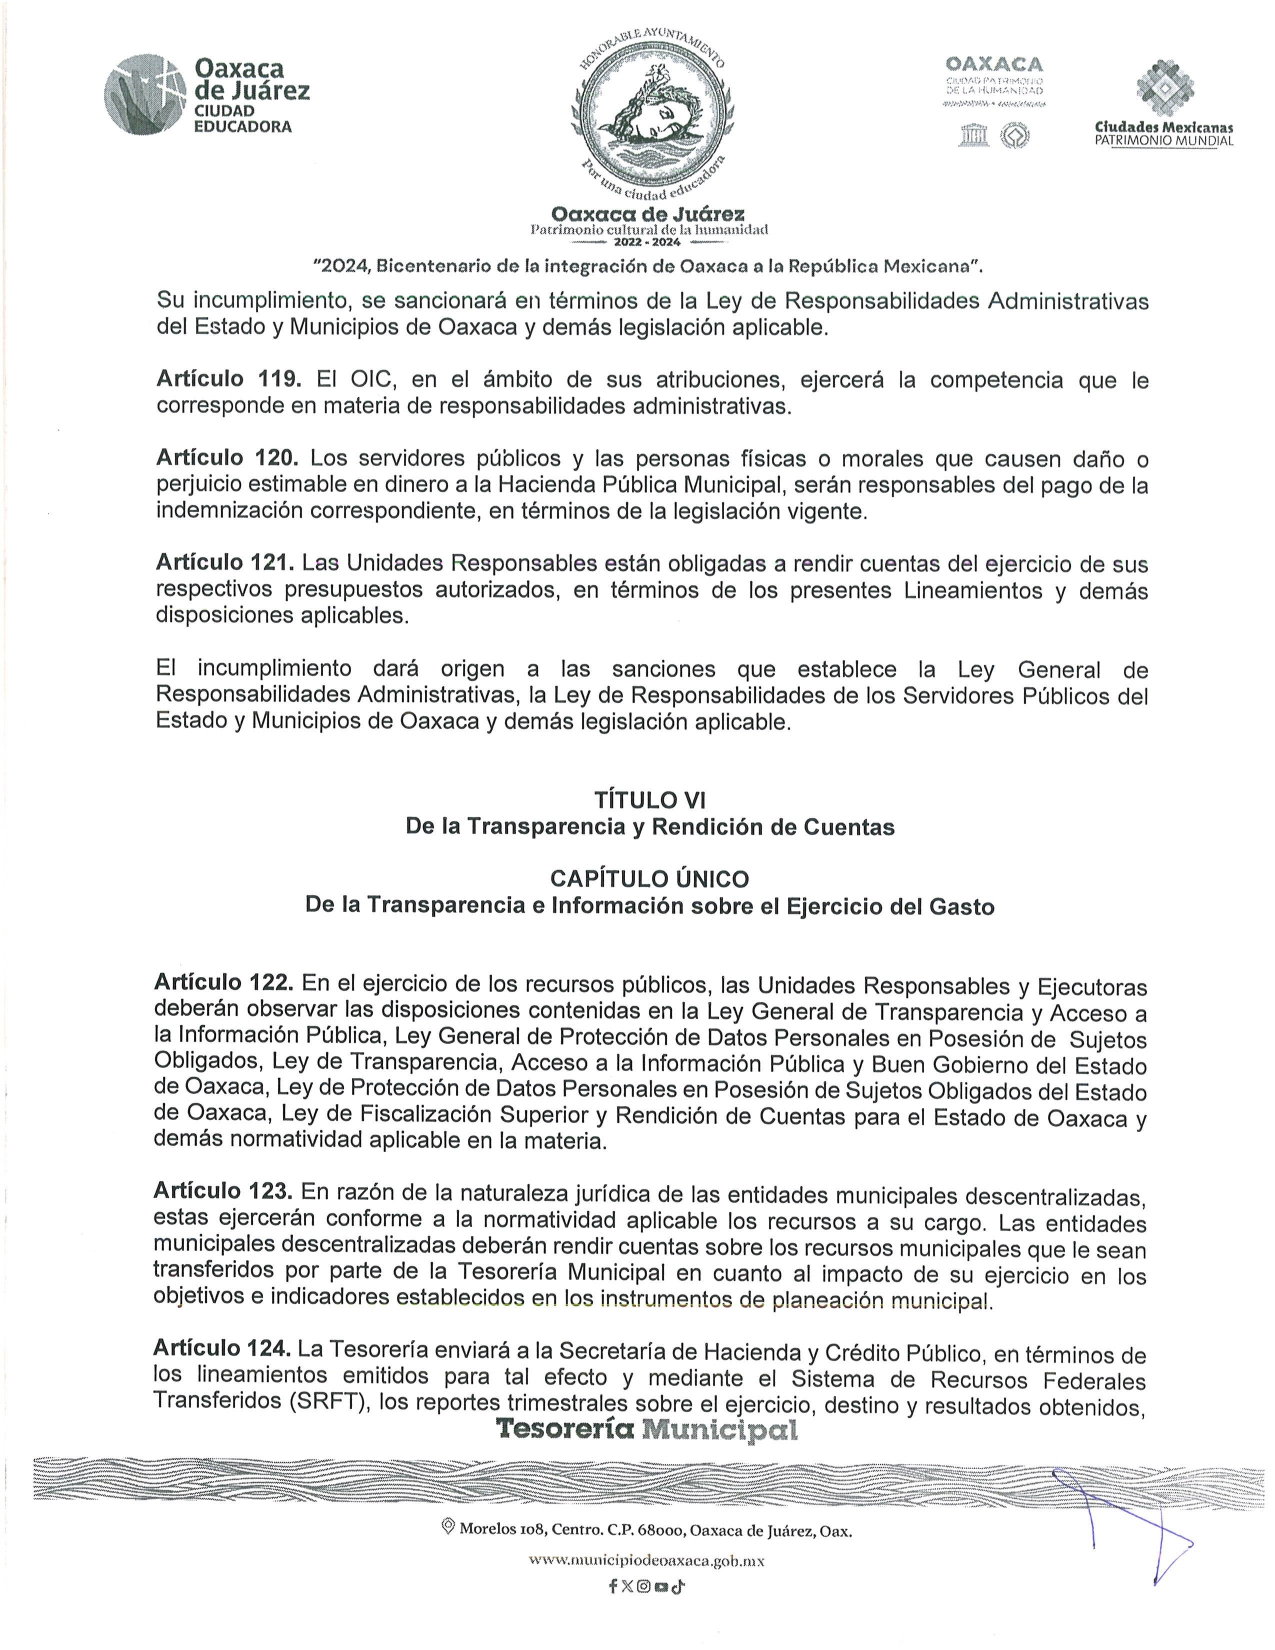 Oaxaca
de Juárez
CIUDAD
EDUCADORA
HONORABLE AYUNTAMIENTO
Por una ciudad educadora
Oaxaca de Juárez
Patrimonio cultural de la humanidad
2022 - 2024
OAXACA
CIUDAD PATRIMONIO
DE LA HUMANIDAD
Ciudades Mexicanas
PATRIMONIO MUNDIAL
"2024, Bicentenario de la integración de Oaxaca a la República Mexicana".
Su incumplimiento, se sancionará en términos de la Ley de Responsabilidades Administrativas
del Estado y Municipios de Oaxaca y demás legislación aplicable.
Artículo 119. El OIC, en el ámbito de sus atribuciones, ejercerá la competencia que le
corresponde en materia de responsabilidades administrativas.
Artículo 120. Los servidores públicos y las personas físicas o morales que causen daño o
perjuicio estimable en dinero a la Hacienda Pública Municipal, serán responsables del pago de la
indemnización correspondiente, en términos de la legislación vigente.
Artículo 121. Las Unidades Responsables están obligadas a rendir cuentas del ejercicio de sus
respectivos presupuestos autorizados, en términos de los presentes Lineamientos y demás
disposiciones aplicables.
El incumplimiento dará origen a las sanciones que establece la Ley General de
Responsabilidades Administrativas, la Ley de Responsabilidades de los Servidores Públicos del
Estado y Municipios de Oaxaca y demás legislación aplicable.
TÍTULO VI
De la Transparencia y Rendición de Cuentas
CAPÍTULO ÚNICO
De la Transparencia e Información sobre el Ejercicio del Gasto
Artículo 122. En el ejercicio de los recursos públicos, las Unidades Responsables y Ejecutoras
deberán observar las disposiciones contenidas en la Ley General de Transparencia y Acceso a
la Información Pública, Ley General de Protección de Datos Personales en Posesión de Sujetos
Obligados, Ley de Transparencia, Acceso a la Información Pública y Buen Gobierno del Estado
de Oaxaca, Ley de Protección de Datos Personales en Posesión de Sujetos Obligados del Estado
de Oaxaca, Ley de Fiscalización Superior y Rendición de Cuentas para el Estado de Oaxaca y
demás normatividad aplicable en la materia.
Artículo 123. En razón de la naturaleza jurídica de las entidades municipales descentralizadas,
estas ejercerán conforme a la normatividad aplicable los recursos a su cargo. Las entidades
municipales descentralizadas deberán rendir cuentas sobre los recursos municipales que le sean
transferidos por parte de la Tesorería Municipal en cuanto al impacto de su ejercicio en los
objetivos e indicadores establecidos en los instrumentos de planeación municipal.
Artículo 124. La Tesorería enviará a la Secretaría de Hacienda y Crédito Público, en términos de
los lineamientos emitidos para tal efecto y mediante el Sistema de Recursos Federales
Transferidos (SRFT), los reportes trimestrales sobre el ejercicio, destino y resultados obtenidos,
Tesorería Municipal
Morelos 108, Centro. C.P. 68000, Oaxaca de Juárez, Oax.
www.municipiodeoaxaca.gob.mx